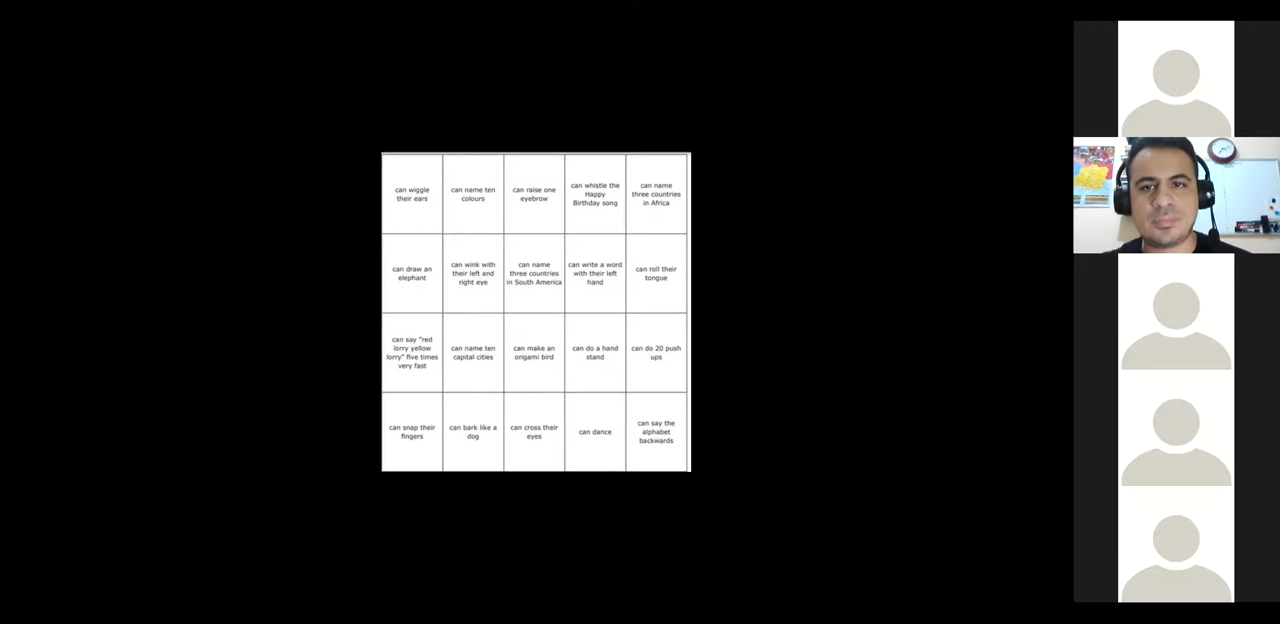 can wiggle
their ears
can name ten
colours
can raise one
eyebrow
can whistle the
Happy
Birthday song
can name
three countries
in Africa
can draw an
elephant
can wink with
their left and
right eye
can name
three countries
in South America
can write a word
with their left
hand
can roll their
tongue
can say "red
lorry yellow
lorry" five times
very fast
can name ten
capital cities
can make an
origami bird
can do a hand
stand
can do 20 push
ups
can snap their
fingers
can bark like a
dog
can cross their
eyes
can dance
can say the
alphabet
backwards